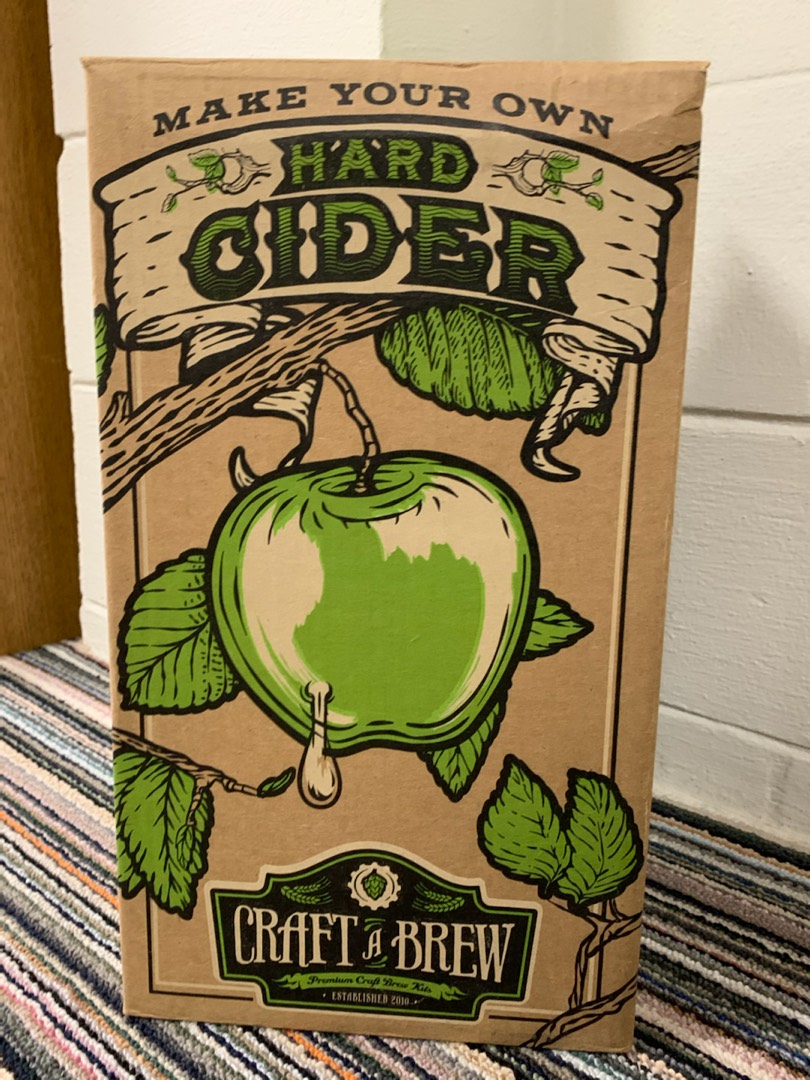 MAKE YOUR OWN
HARD
CIDER
CRAFT A BREW
Premium Craft Brew Kits
ESTABLISHED 2010